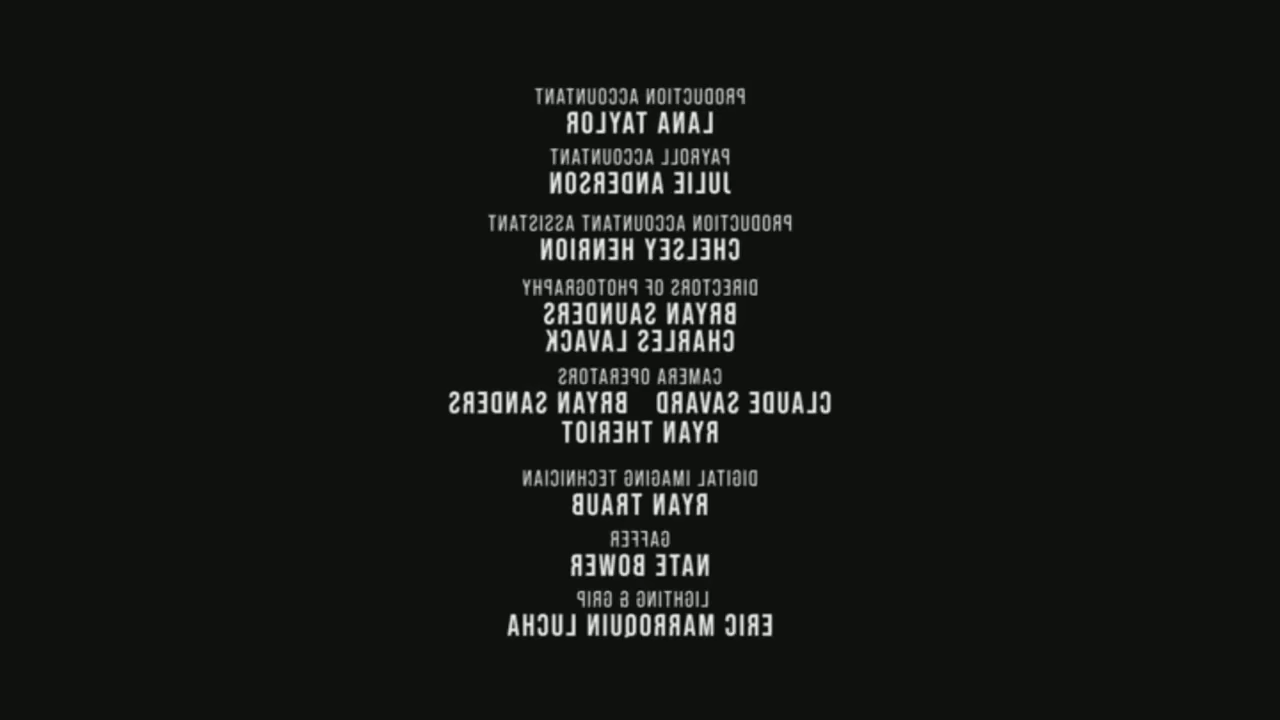 PRODUCTION ACCOUNTANT
LANA TAYLOR
PAYROLL ACCOUNTANT
JULIE ANDERSON
PRODUCTION ACCOUNTANT ASSISTANT
CHELSEY HENRION
DIRECTORS OF PHOTOGRAPHY
BRYAN SAUNDERS
CHARLES LAVACK
CAMERA OPERATORS
CLAUDE SAVARD BRYAN SANDERS
RYAN THERIOT
DIGITAL IMAGING TECHNICIAN
RYAN TRAUB
GAFFER
NATE BOWER
LIGHTING & GRIP
ERIC MARROQUIN LUCHA